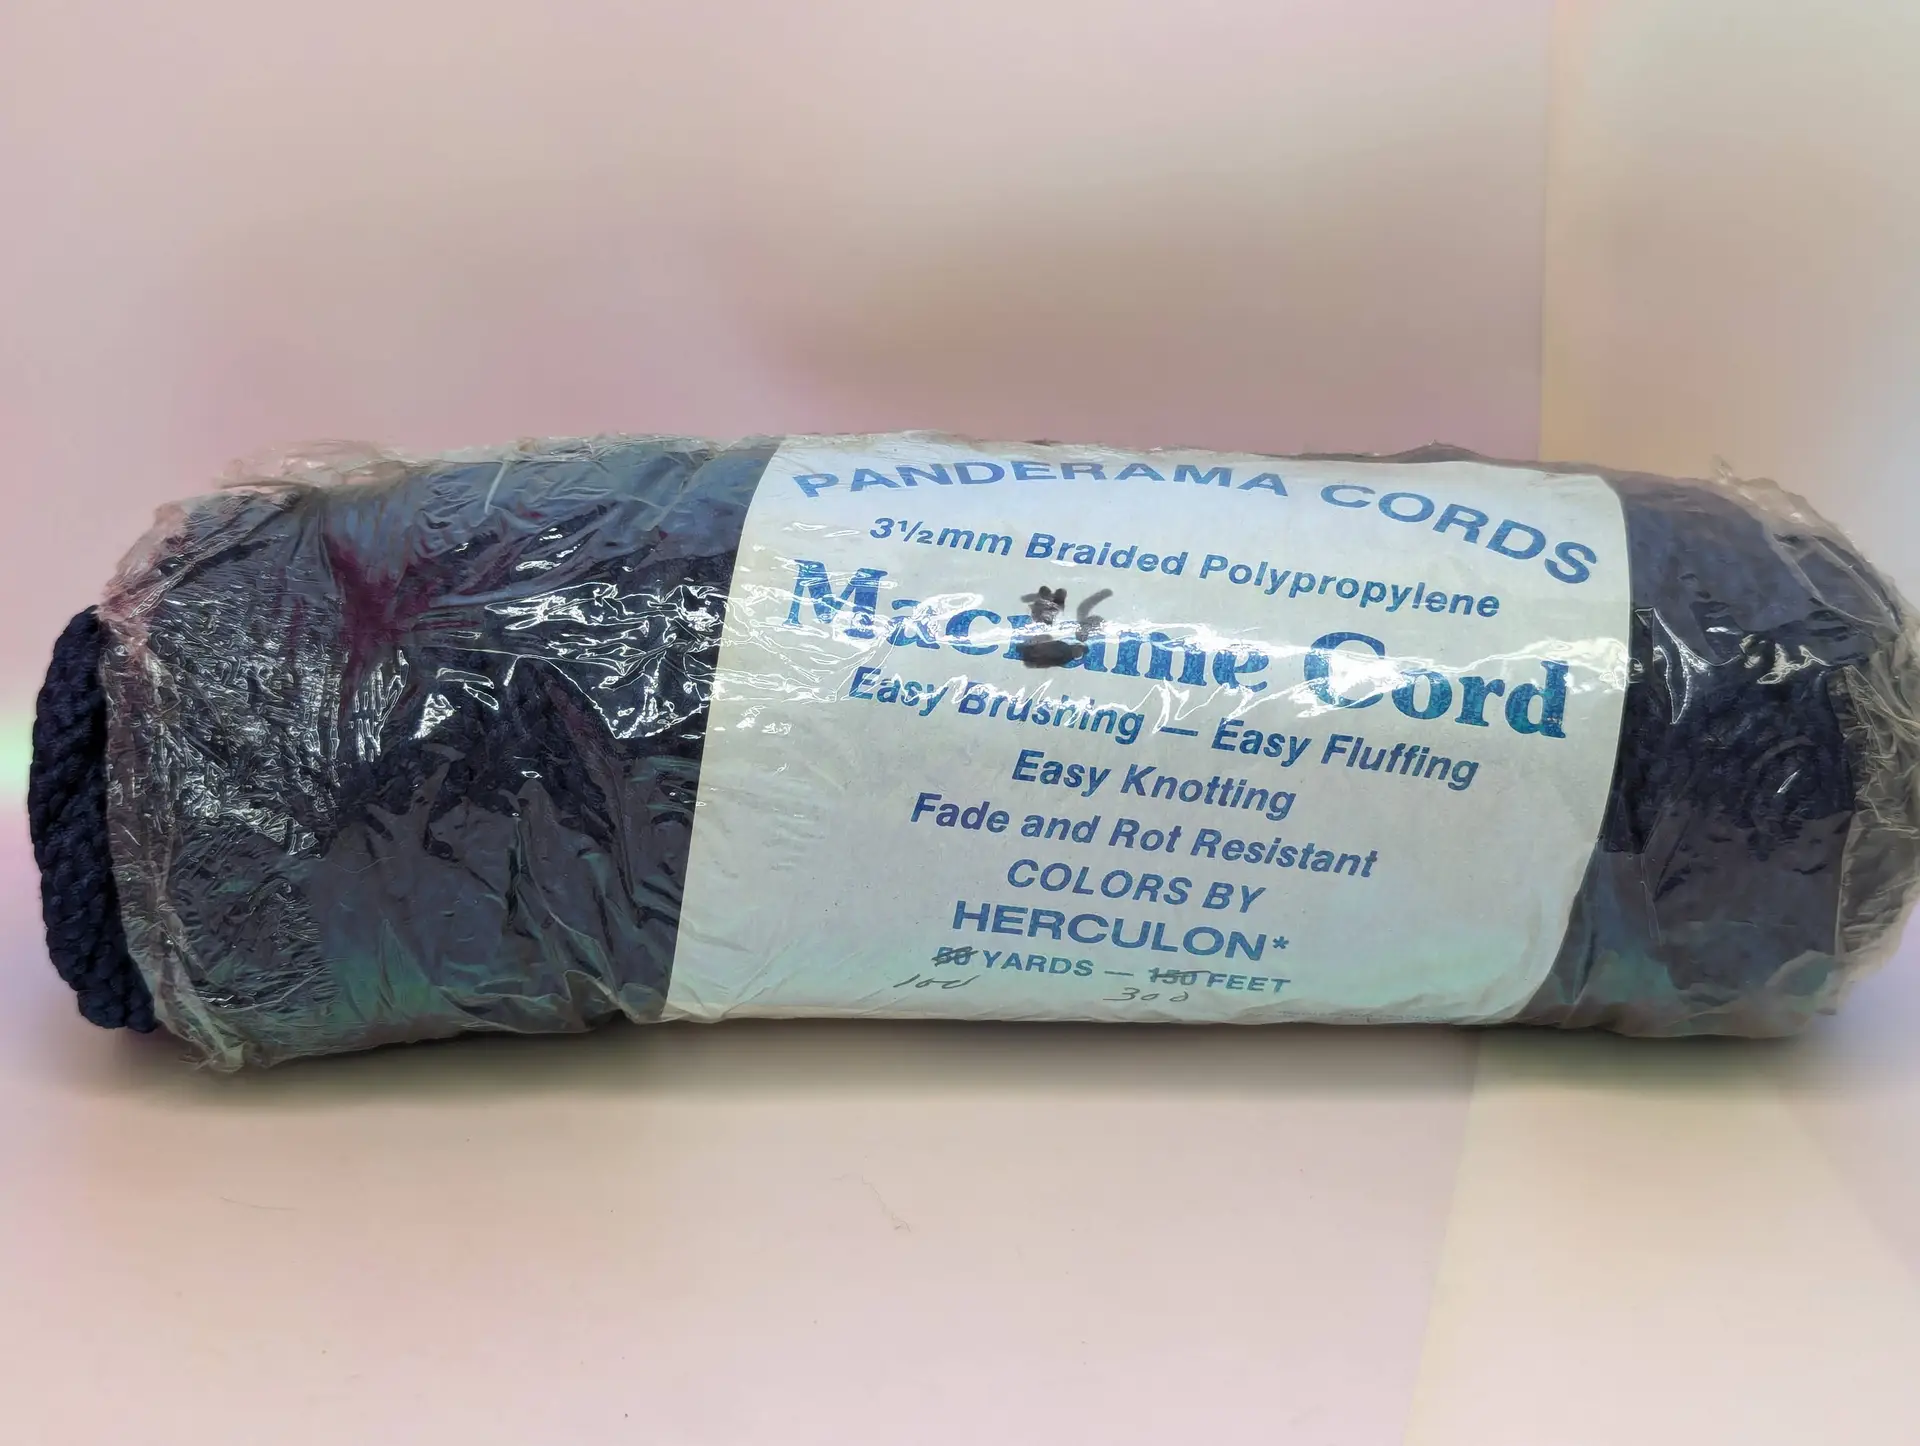 PANDERAMA CORDS
3½mm Braided Polypropylene
Macrame Cord
Easy Brushing — Easy Fluffing
Easy Knotting
Fade and Rot Resistant
COLORS BY
HERCULON*
50 YARDS — 150 FEET
100 300